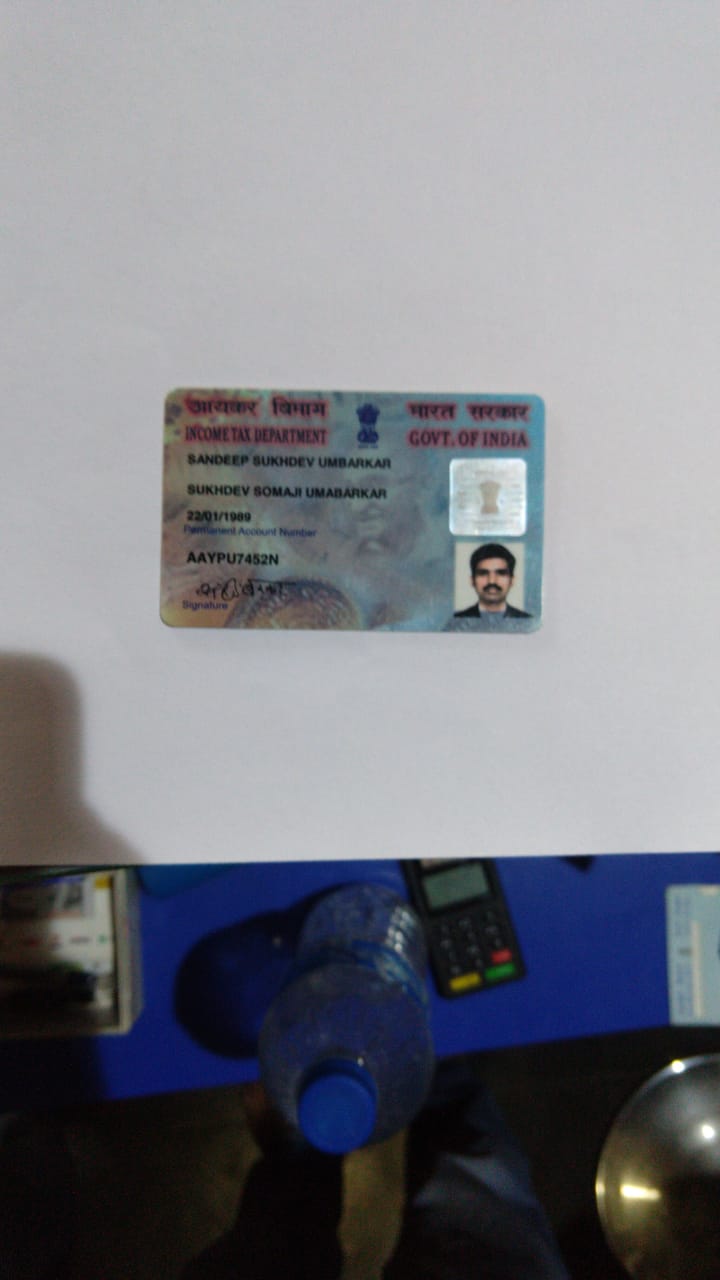 आयकर विभाग भारत सरकार
INCOME TAX DEPARTMENT GOVT. OF INDIA
SANDEEP SUKHDEV UMBARKAR
SUKHDEV SOMAJI UMABARKAR
22/01/1989
Permanent Account Number
AAYPU7452N
Signature